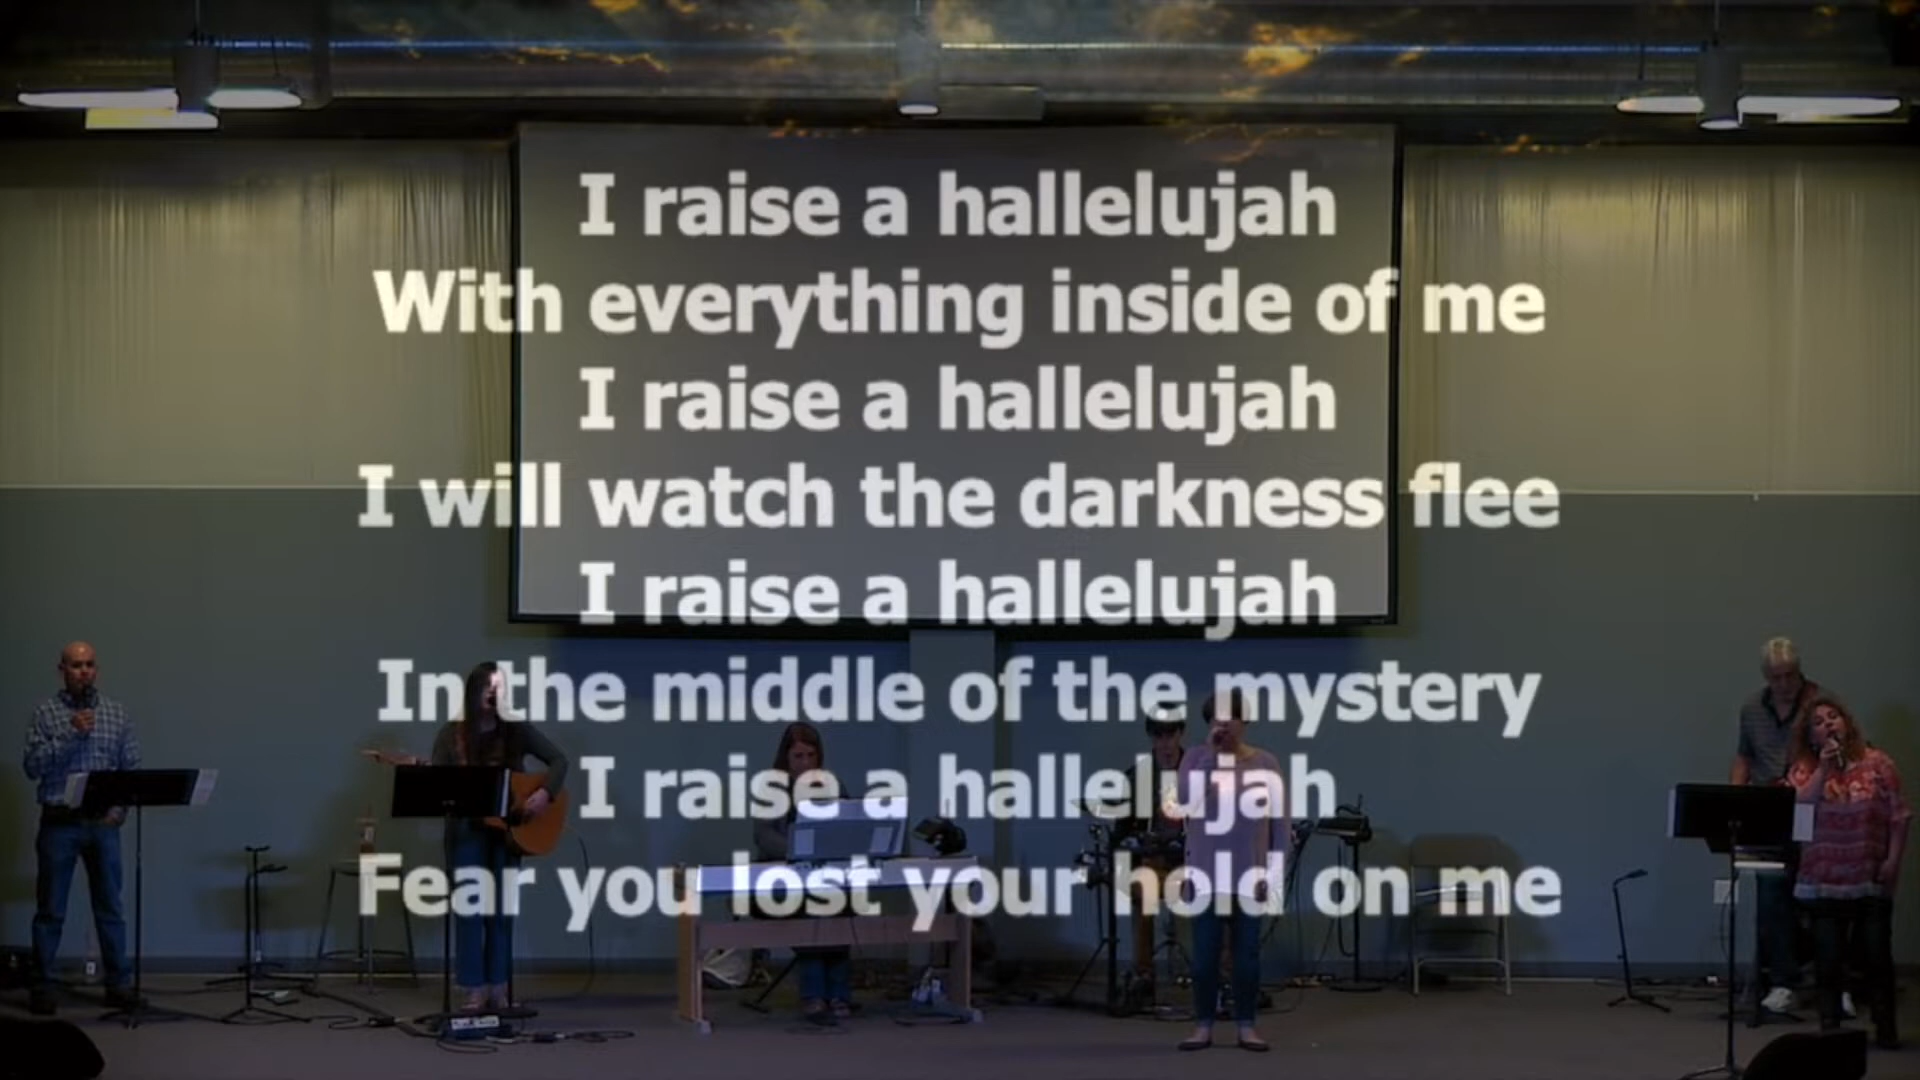 I raise a hallelujah
With everything inside of me
I raise a hallelujah
I will watch the darkness flee
I raise a hallelujah
In the middle of the mystery
I raise a hallelujah
Fear you lost your hold on me